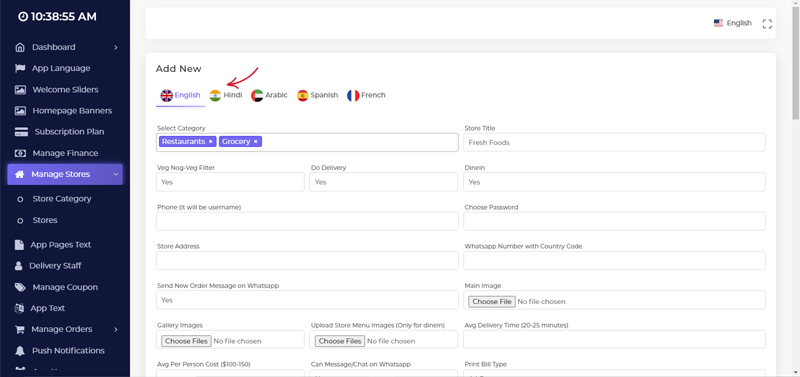 10:38:55 AM
Dashboard
App Language
Welcome Sliders
Homepage Banners
Subscription Plan
Manage Finance
Manage Stores
Store Category
Stores
App Pages Text
Delivery Staff
Manage Coupon
App Text
Manage Orders
Push Notifications
English
Add New
English Hindi Arabic Spanish French
Select Category Store Title
Restaurants × Grocery × Fresh Foods
Veg Nog-Veg Filter Do Delivery Dinein
Yes Yes Yes
Phone (it will be username) Choose Password
Store Address Whatsapp Number with Country Code
Send New Order Message on Whatsapp Main Image
Yes Choose File No file chosen
Gallery Images Upload Store Menu Images (Only for dinein) Avg Delivery Time (20-25 minutes)
Choose Files No file chosen Choose Files No file chosen
Avg Per Person Cost ($100-150) Can Message/Chat on Whatsapp Print Bill Type